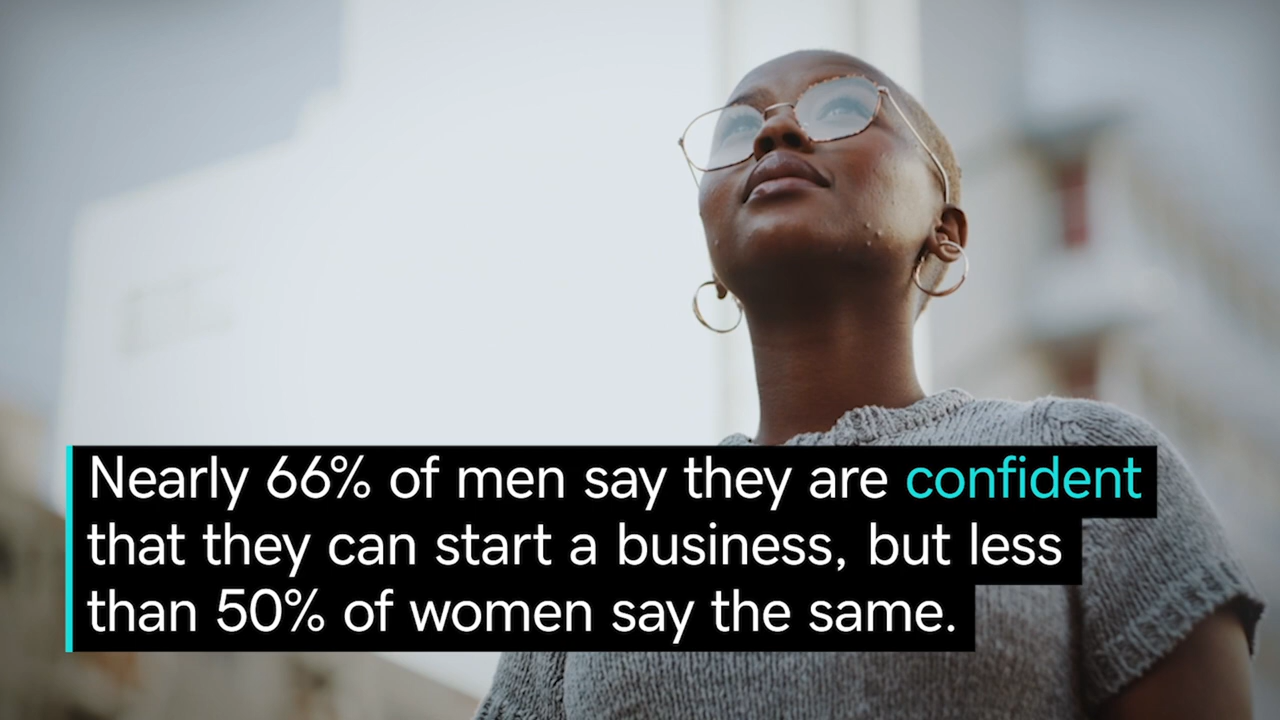 Nearly 66% of men say they are confident
that they can start a business, but less
than 50% of women say the same.